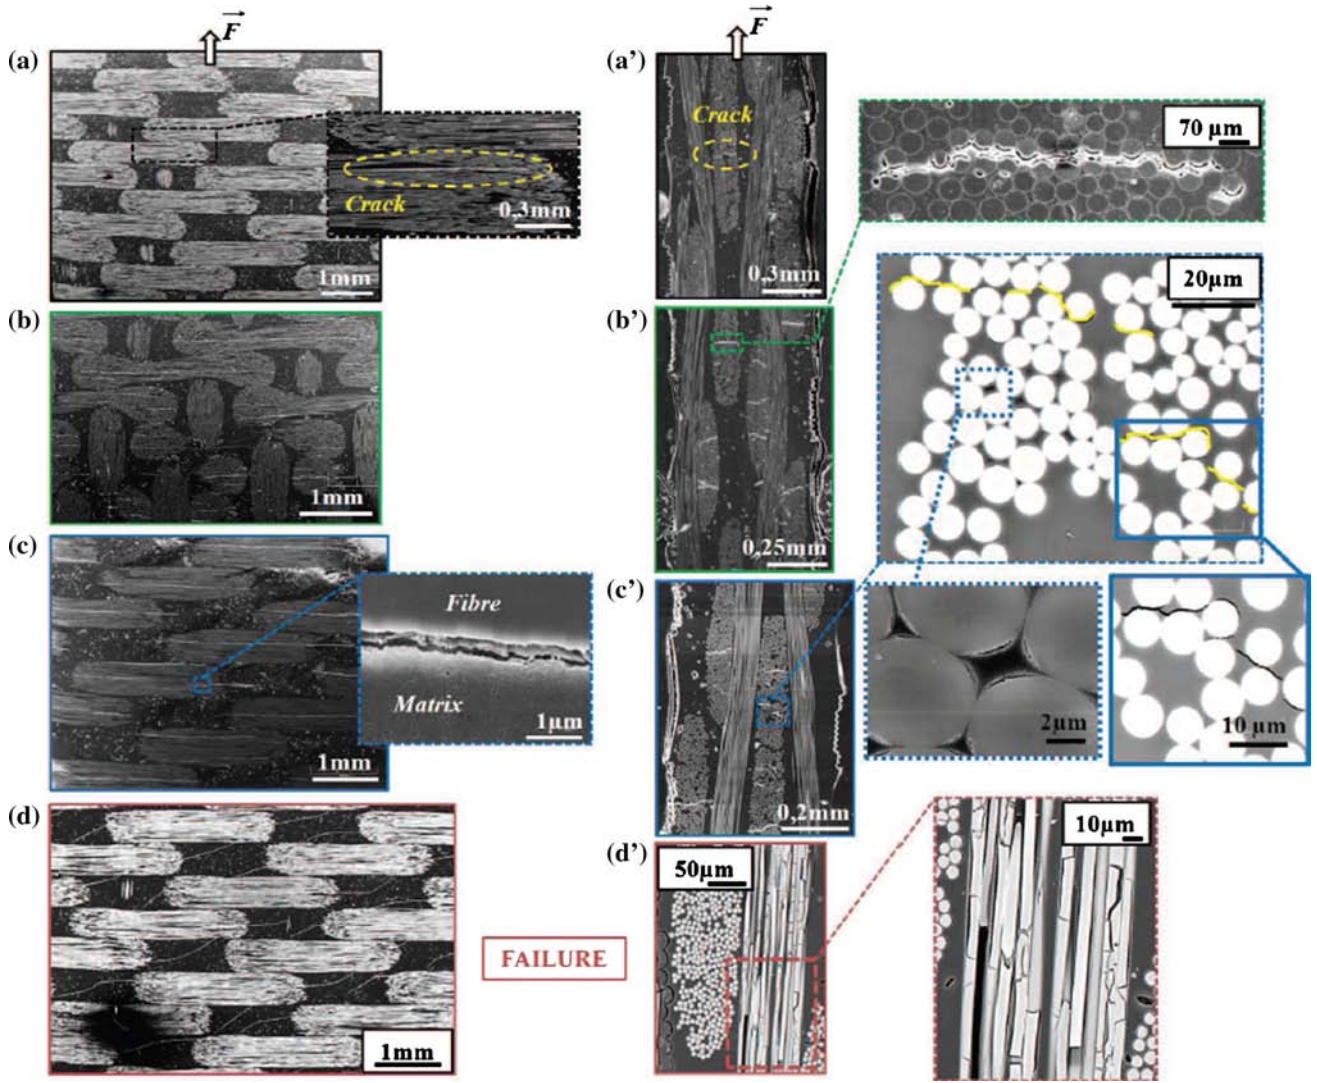 F
F
(a)
Crack
0,3mm
1mm
(a')
Crack
0,3mm
70 µm
(b)
1mm
(b')
0,25mm
20µm
(c)
Fibre
Matrix
1µm
1mm
(c')
0,2mm
2µm
10 µm
(d)
1mm
FAILURE
(d')
50µm
10µm